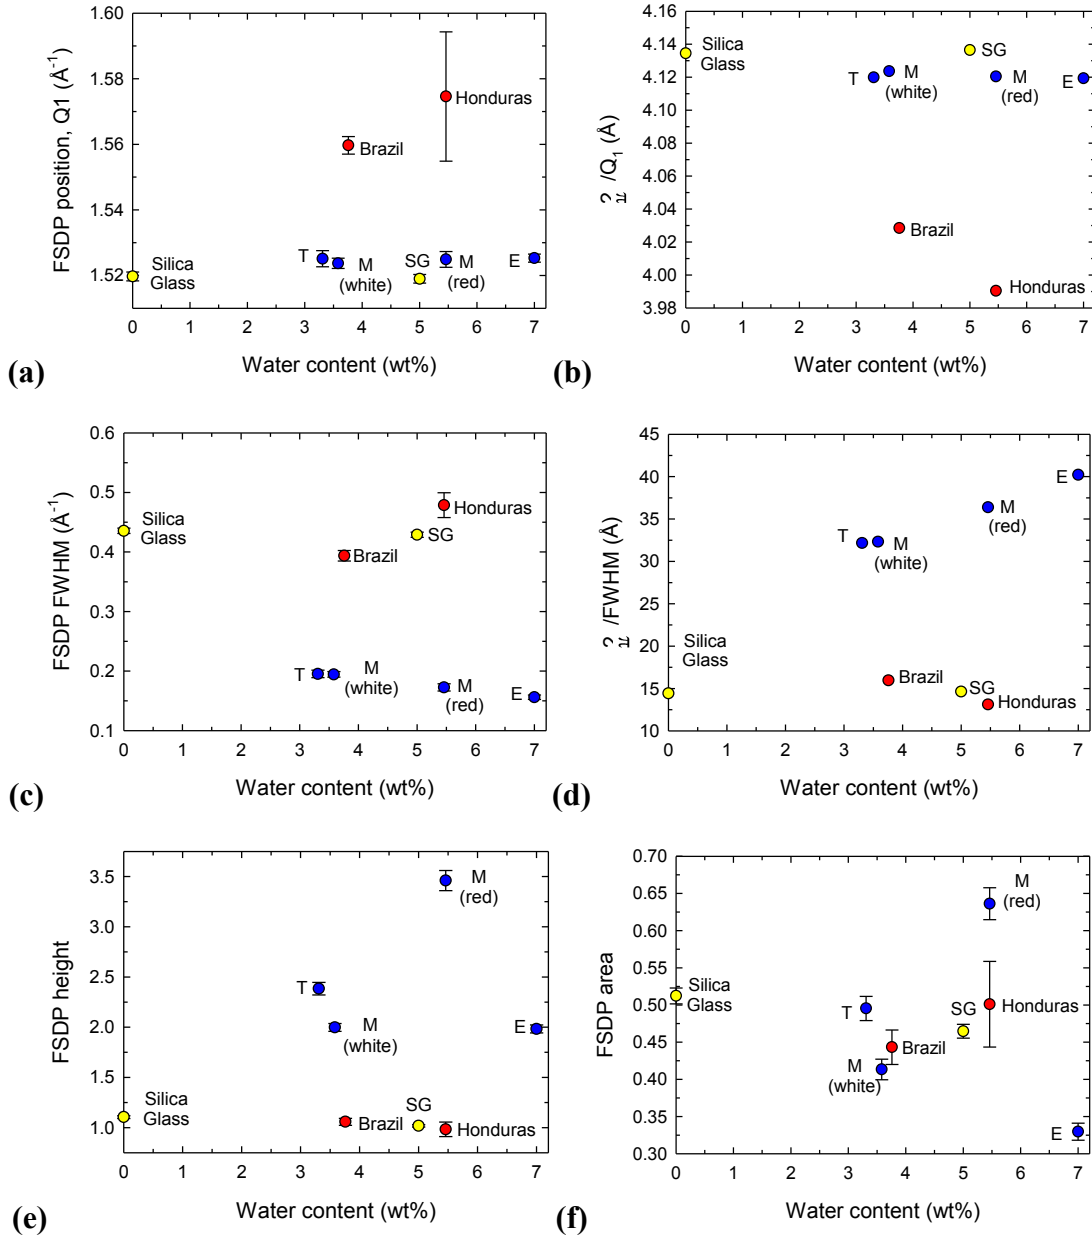 1.600
1.580
1.560
1.540
1.520
FSDP position, Q1 (Å-1)
Silica
Glass
T
M
(white)
Brazil
SG
M
(red)
Honduras
E
0 1 2 3 4 5 6 7
Water content (wt%)
(a)
4.16
4.14
4.12
4.10
4.08
4.06
4.04
4.02
4.00
3.98
/Q1 (Å)
Silica
Glass
T
M
(white)
SG
M
(red)
E
Brazil
Honduras
0 1 2 3 4 5 6 7
Water content (wt%)
(b)
0.6
0.5
0.4
0.3
0.2
0.1
FSDP FWHM (Å-1)
Silica
Glass
Brazil
SG
Honduras
T
M
(white)
M
(red)
E
0 1 2 3 4 5 6 7
Water content (wt%)
(c)
45
40
35
30
25
20
15
10
/FWHM (Å)
Silica
Glass
T
M
(white)
M
(red)
E
Brazil
SG
Honduras
0 1 2 3 4 5 6 7
Water content (wt%)
(d)
3.5
3.0
2.5
2.0
1.5
1.0
FSDP height
Silica
Glass
T
M
(white)
M
(red)
E
Brazil
SG
Honduras
0 1 2 3 4 5 6 7
Water content (wt%)
(e)
0.70
0.65
0.60
0.55
0.50
0.45
0.40
0.35
0.30
FSDP area
Silica
Glass
T
M
(white)
Brazil
SG
M
(red)
Honduras
E
0 1 2 3 4 5 6 7
Water content (wt%)
(f)